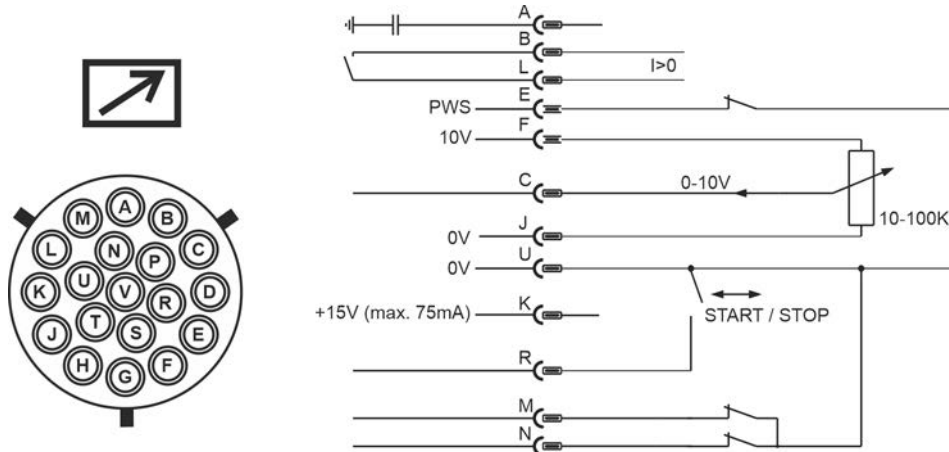 A
M B
L N P C
K U V R D
J T S E
H G F
A
B
L I>0
E
PWS
F
10V
C 0-10V
10-100K
J
0V
U
0V
+15V (max. 75mA) K
START / STOP
R
M
N